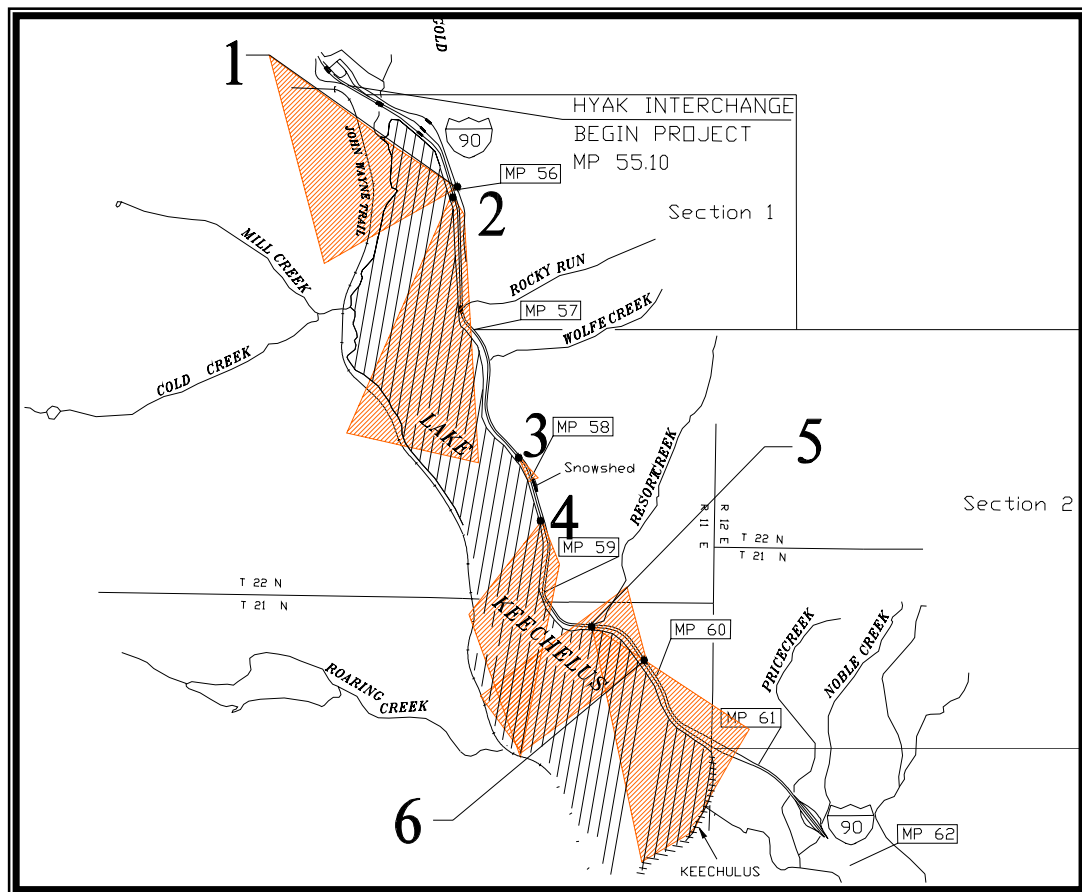 COLD
1
HYAK INTERCHANGE
BEGIN PROJECT
MP 55.10
90
JOHN WAYNE TRAIL
MP 56
2
Section 1
MILL CREEK
ROCKY RUN
MP 57
WOLFE CREEK
COLD CREEK
LAKE
3
MP 58
5
Snowshed
RESORT CREEK
Section 2
4
R 11 E
R 12 E
MP 59
T 22 N
T 21 N
T 22 N
T 21 N
KEECHELUS
MP 60
PRICE CREEK
NOBLE CREEK
ROARING
CREEK
MP 61
6
90
MP 62
KEECHULUS